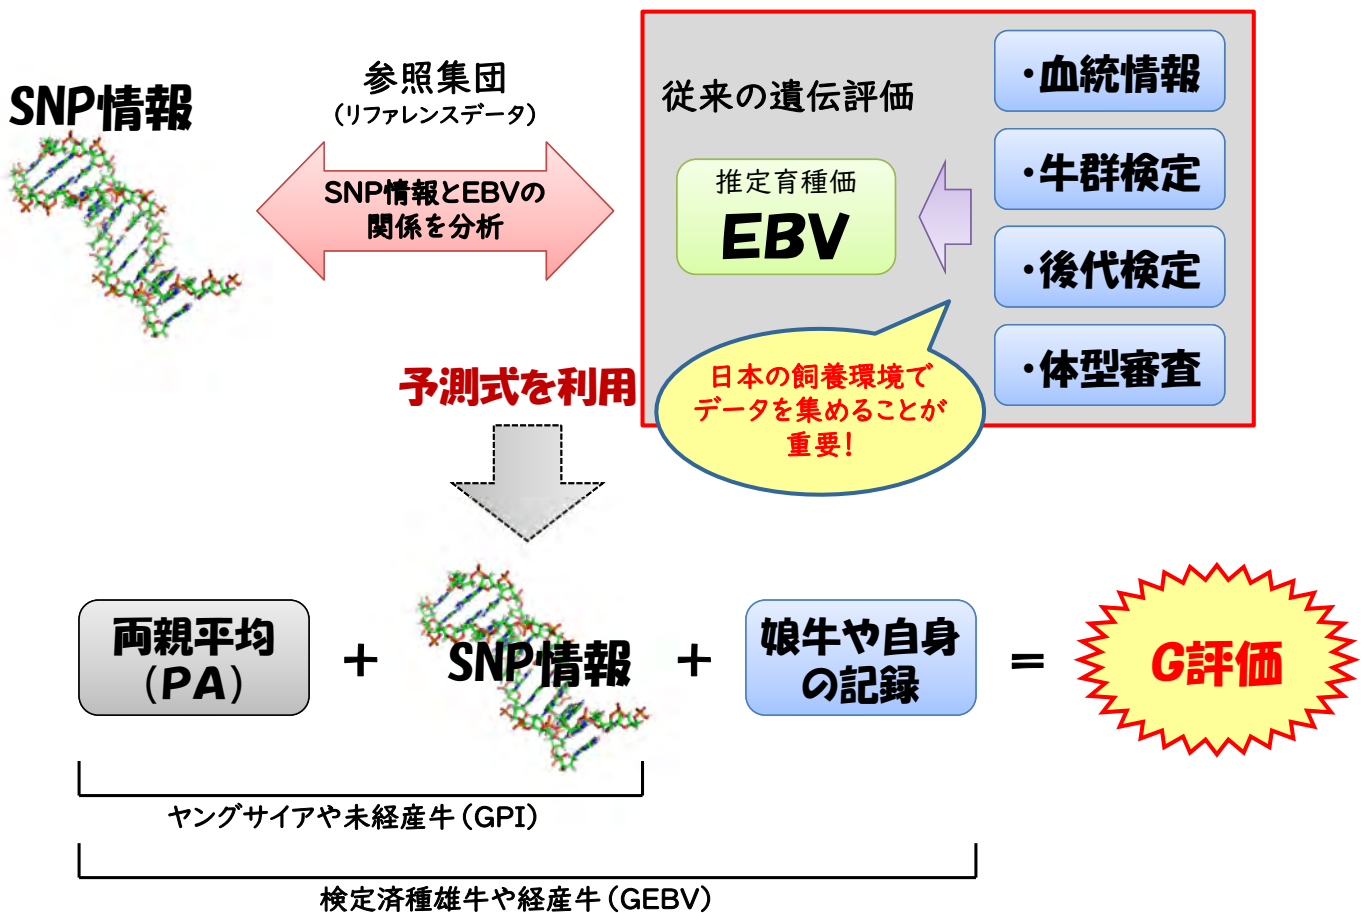 SNP情報
参照集団
(リファレンスデータ)
SNP情報とEBVの
関係を分析
従来の遺伝評価
推定育種価
EBV
・血統情報
・牛群検定
・後代検定
・体型審査
日本の飼養環境で
データを集めることが
重要!
予測式を利用
両親平均
(PA)
+
SNP情報
+
娘牛や自身
の記録
=
G評価
ヤングサイアや未経産牛(GPI)
検定済種雄牛や経産牛(GEBV)